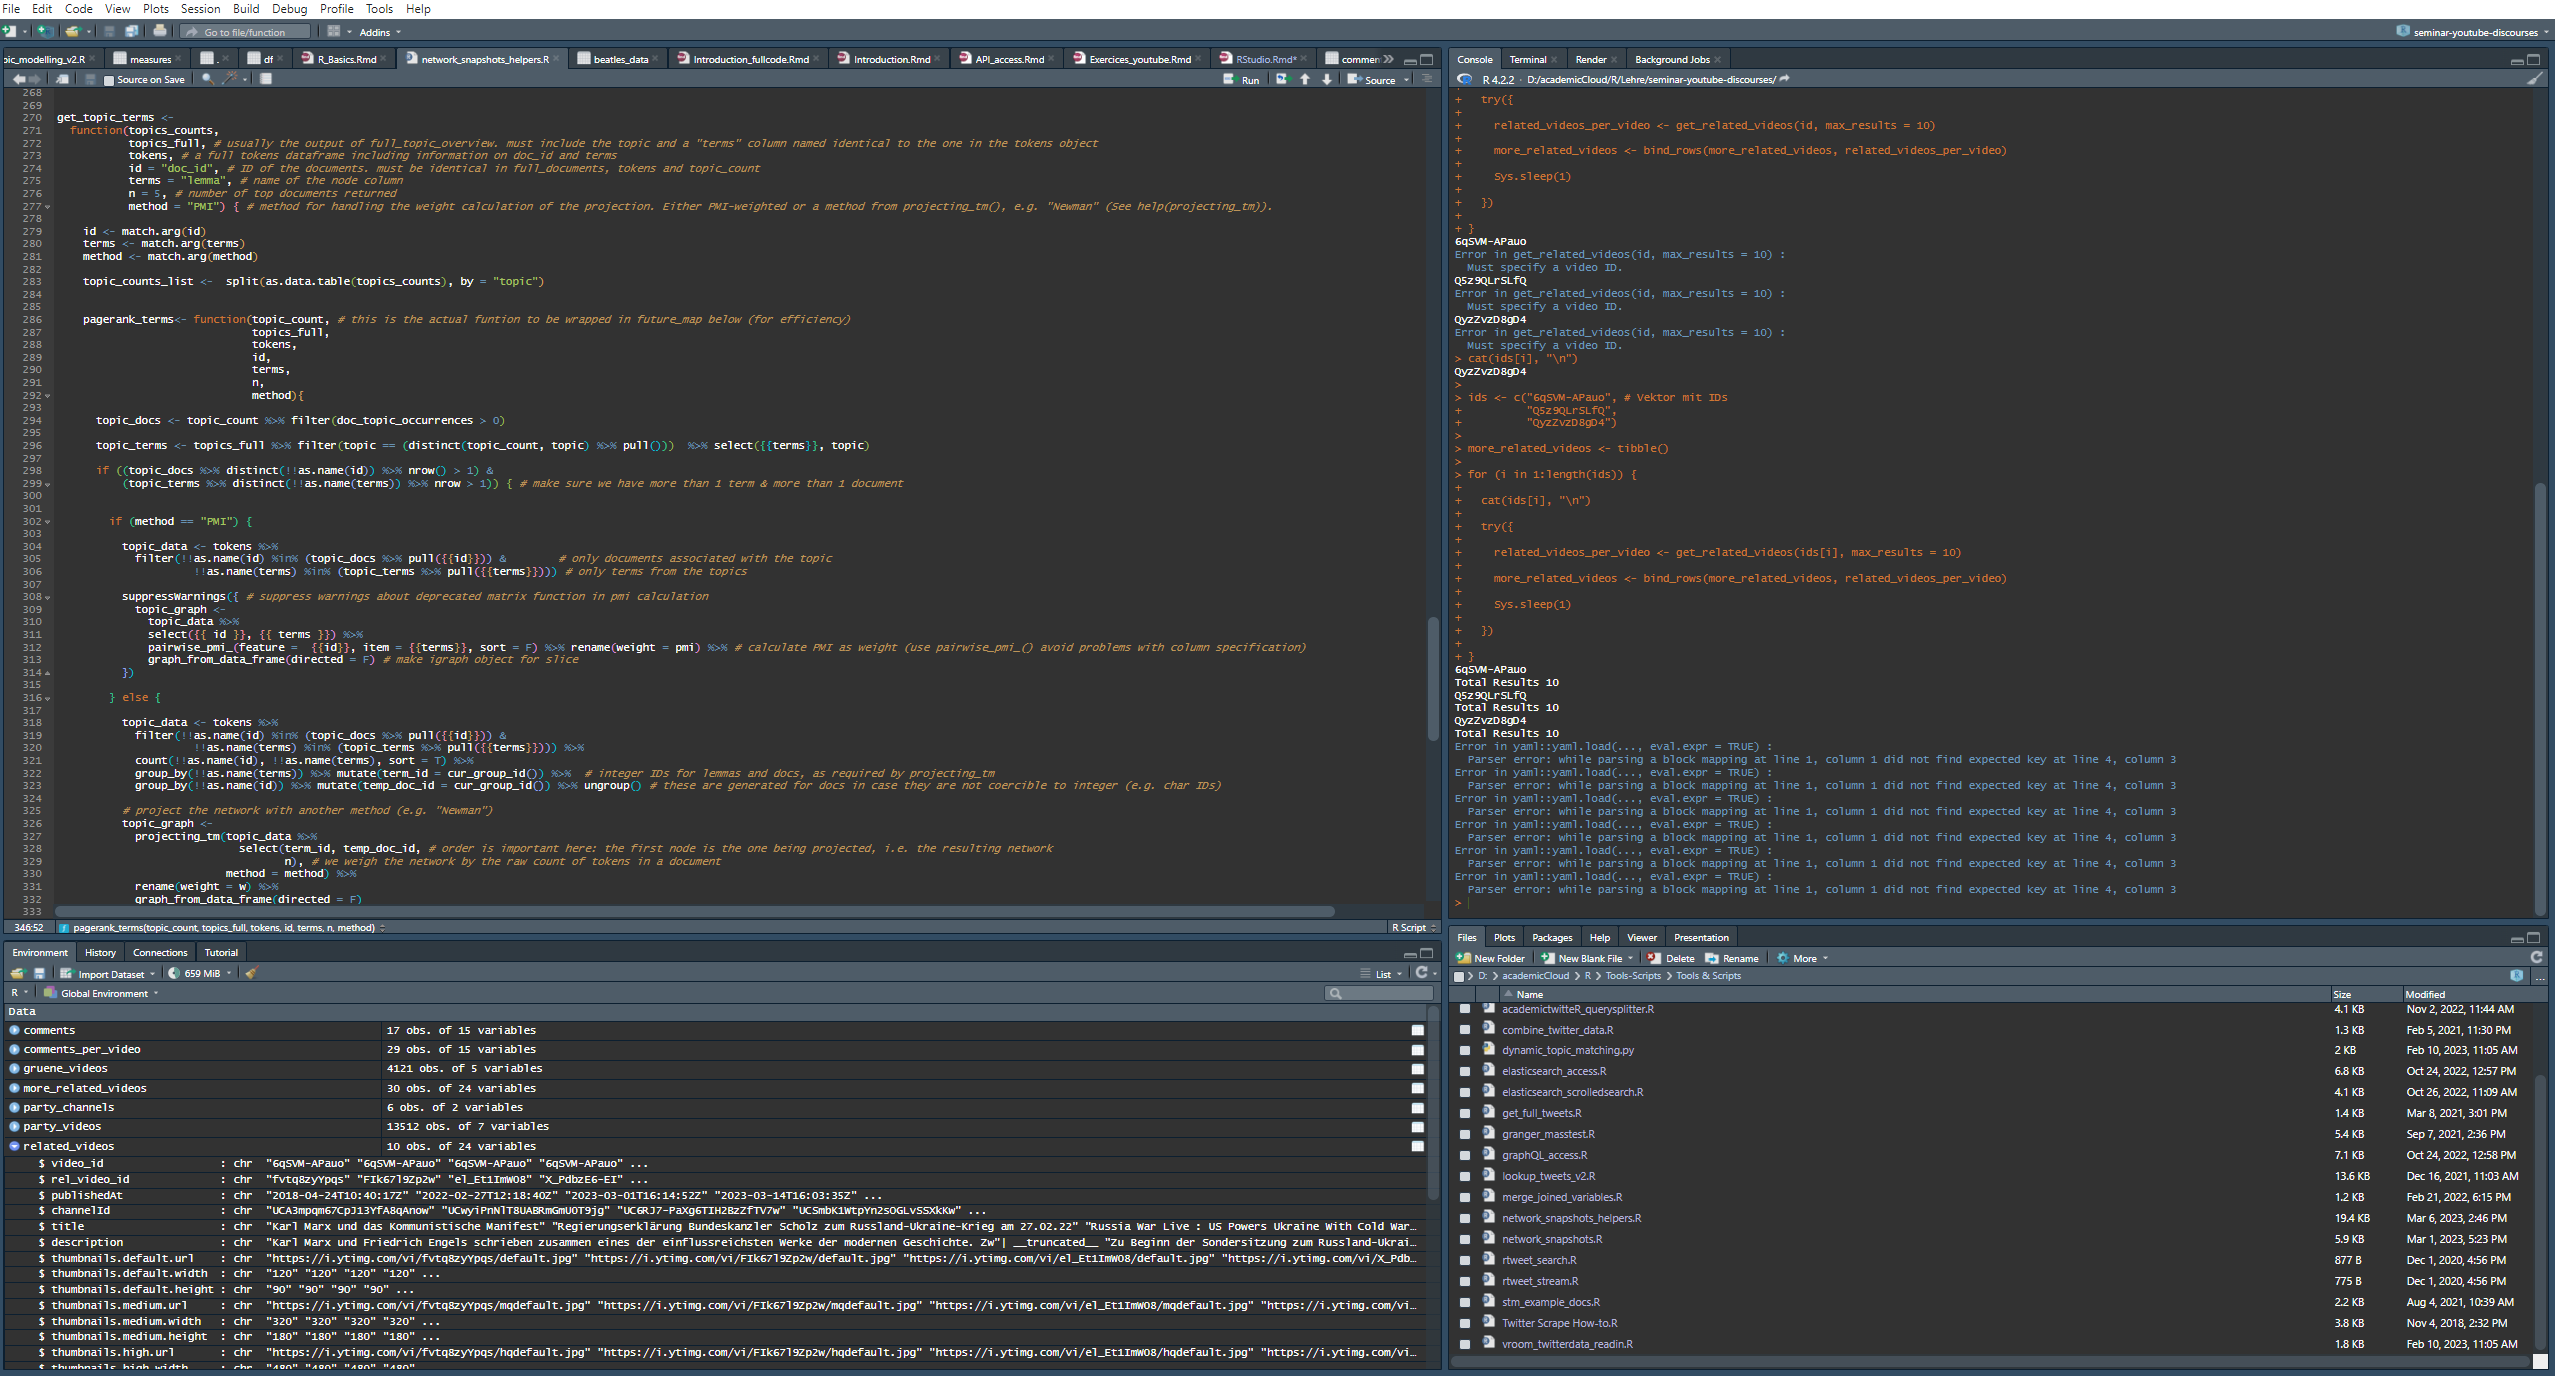 File Edit Code View Plots Session Build Debug Profile Tools Help
Go to file/function Addins seminar-youtube-discourses
pic_modelling_v2.R measures . df R_Basics.Rmd network_snapshots_helpers.R beatles_data Introduction_fullcode.Rmd Introduction.Rmd API_access.Rmd Exercices_youtube.Rmd RStudio.Rmd* commen
Source on Save Run Source
268
269
270 get_topic_terms <-
271 function(topics_counts,
272 topics_full, # usually the output of full_topic_overview. must include the topic and a "terms" column named identical to the one in the tokens object
273 tokens, # a full tokens dataframe including information on doc_id and terms
274 id = "doc_id", # ID of the documents. must be identical in full_documents, tokens and topic_count
275 terms = "lemma", # name of the node column
276 n = 5, # number of top documents returned
277 method = "PMI") { # method for handling the weight calculation of the projection. Either PMI-weighted or a method from projecting_tm(), e.g. "Newman" (See help(projecting_tm)).
278
279 id <- match.arg(id)
280 terms <- match.arg(terms)
281 method <- match.arg(method)
282
283 topic_counts_list <-  split(as.data.table(topics_counts), by = "topic")
284
285
286 pagerank_terms<- function(topic_count, # this is the actual funtion to be wrapped in future_map below (for efficiency)
287 topics_full,
288 tokens,
289 id,
290 terms,
291 n,
292 method){
293
294 topic_docs <- topic_count %>% filter(doc_topic_occurrences > 0)
295
296 topic_terms <- topics_full %>% filter(topic == (distinct(topic_count, topic) %>% pull()))  %>% select({{terms}}, topic)
297
298 if ((topic_docs %>% distinct(!!as.name(id)) %>% nrow() > 1) &
299 (topic_terms %>% distinct(!!as.name(terms)) %>% nrow > 1)) { # make sure we have more than 1 term & more than 1 document
300
301
302 if (method == "PMI") {
303
304 topic_data <- tokens %>%
305 filter(!!as.name(id) %in% (topic_docs %>% pull({{id}})) & # only documents associated with the topic
306 !!as.name(terms) %in% (topic_terms %>% pull({{terms}}))) # only terms from the topics
307
308 suppressWarnings({ # suppress warnings about deprecated matrix function in pmi calculation
309 topic_graph <-
310 topic_data %>%
311 select({{ id }}, {{ terms }}) %>%
312 pairwise_pmi_(feature =  {{id}}, item = {{terms}}, sort = F) %>% rename(weight = pmi) %>% # calculate PMI as weight (use pairwise_pmi_() avoid problems with column specification)
313 graph_from_data_frame(directed = F) # make igraph object for slice
314 })
315
316 } else {
317
318 topic_data <- tokens %>%
319 filter(!!as.name(id) %in% (topic_docs %>% pull({{id}})) &
320 !!as.name(terms) %in% (topic_terms %>% pull({{terms}}))) %>%
321 count(!!as.name(id), !!as.name(terms), sort = T) %>%
322 group_by(!!as.name(terms)) %>% mutate(term_id = cur_group_id()) %>%  # integer IDs for lemmas and docs, as required by projecting_tm
323 group_by(!!as.name(id)) %>% mutate(temp_doc_id = cur_group_id()) %>% ungroup() # these are generated for docs in case they are not coercible to integer (e.g. char IDs)
324
325 # project the network with another method (e.g. "Newman")
326 topic_graph <-
327 projecting_tm(topic_data %>%
328 select(term_id, temp_doc_id, # order is important here: the first node is the one being projected, i.e. the resulting network
329 n), # we weigh the network by the raw count of tokens in a document
330 method = method) %>%
331 rename(weight = w) %>%
332 graph_from_data_frame(directed = F)
333
346:52 pagerank_terms(topic_count, topics_full, tokens, id, terms, n, method) R Script
Environment History Connections Tutorial
Import Dataset 659 MiB List
R Global Environment
Data
comments 17 obs. of 15 variables
comments_per_video 29 obs. of 15 variables
gruene_videos 4121 obs. of 5 variables
more_related_videos 30 obs. of 24 variables
party_channels 6 obs. of 2 variables
party_videos 13512 obs. of 7 variables
related_videos 10 obs. of 24 variables
$ video_id : chr "6qSVM-APauo" "6qSVM-APauo" "6qSVM-APauo" "6qSVM-APauo" ...
$ rel_video_id : chr "fvtq8zyYpqs" "FIk67l9Zp2w" "el_Et1ImW08" "X_PdbzE6-EI" ...
$ publishedAt : chr "2018-04-24T10:40:17Z" "2022-02-27T12:18:40Z" "2023-03-01T16:14:52Z" "2023-03-14T16:03:35Z" ...
$ channelId : chr "UCA3mpqm67CpJ13YfA8qAnow" "UCwyiPnNlT8UABRmGmUOT9jg" "UC6RJ7-PaXg6TIH2BzZfTV7w" "UCSmbK1WtpYn2sOGLvSSXkKw" ...
$ title : chr "Karl Marx und das Kommunistische Manifest" "Regierungserklärung Bundeskanzler Scholz zum Russland-Ukraine-Krieg am 27.02.22" "Russia War Live : US Powers Ukraine With Cold War...
$ description : chr "Karl Marx und Friedrich Engels schrieben zusammen eines der einflussreichsten Werke der modernen Geschichte. Zw"| __truncated__ "Zu Beginn der Sondersitzung zum Russland-Ukrai...
$ thumbnails.default.url : chr "https://i.ytimg.com/vi/fvtq8zyYpqs/default.jpg" "https://i.ytimg.com/vi/FIk67l9Zp2w/default.jpg" "https://i.ytimg.com/vi/el_Et1ImW08/default.jpg" "https://i.ytimg.com/vi/X_Pdb...
$ thumbnails.default.width : chr "120" "120" "120" "120" ...
$ thumbnails.default.height : chr "90" "90" "90" "90" ...
$ thumbnails.medium.url : chr "https://i.ytimg.com/vi/fvtq8zyYpqs/mqdefault.jpg" "https://i.ytimg.com/vi/FIk67l9Zp2w/mqdefault.jpg" "https://i.ytimg.com/vi/el_Et1ImW08/mqdefault.jpg" "https://i.ytimg.com/vi...
$ thumbnails.medium.width : chr "320" "320" "320" "320" ...
$ thumbnails.medium.height : chr "180" "180" "180" "180" ...
$ thumbnails.high.url : chr "https://i.ytimg.com/vi/fvtq8zyYpqs/hqdefault.jpg" "https://i.ytimg.com/vi/FIk67l9Zp2w/hqdefault.jpg" "https://i.ytimg.com/vi/el_Et1ImW08/hqdefault.jpg" "https://i.ytimg.com/vi...
$ thumbnails.high.width : chr "480" "480" "480" "480"
Console Terminal Render Background Jobs
R 4.2.2 · D:/academicCloud/R/Lehre/seminar-youtube-discourses/
+
+ try({
+
+ related_videos_per_video <- get_related_videos(id, max_results = 10)
+
+ more_related_videos <- bind_rows(more_related_videos, related_videos_per_video)
+
+ Sys.sleep(1)
+
+ })
+
+ }
6qSVM-APauo
Error in get_related_videos(id, max_results = 10) :
Must specify a video ID.
Q5z9QLrSLfQ
Error in get_related_videos(id, max_results = 10) :
Must specify a video ID.
QyzZvzD8gD4
Error in get_related_videos(id, max_results = 10) :
Must specify a video ID.
> cat(ids[i], "\n")
QyzZvzD8gD4
>
> ids <- c("6qSVM-APauo", # Vektor mit IDs
+ "Q5z9QLrSLfQ",
+ "QyzZvzD8gD4")
>
> more_related_videos <- tibble()
>
> for (i in 1:length(ids)) {
+
+ cat(ids[i], "\n")
+
+ try({
+
+ related_videos_per_video <- get_related_videos(ids[i], max_results = 10)
+
+ more_related_videos <- bind_rows(more_related_videos, related_videos_per_video)
+
+ Sys.sleep(1)
+
+ })
+
+ }
6qSVM-APauo
Total Results 10
Q5z9QLrSLfQ
Total Results 10
QyzZvzD8gD4
Total Results 10
Error in yaml::yaml.load(..., eval.expr = TRUE) :
Parser error: while parsing a block mapping at line 1, column 1 did not find expected key at line 4, column 3
Error in yaml::yaml.load(..., eval.expr = TRUE) :
Parser error: while parsing a block mapping at line 1, column 1 did not find expected key at line 4, column 3
Error in yaml::yaml.load(..., eval.expr = TRUE) :
Parser error: while parsing a block mapping at line 1, column 1 did not find expected key at line 4, column 3
Error in yaml::yaml.load(..., eval.expr = TRUE) :
Parser error: while parsing a block mapping at line 1, column 1 did not find expected key at line 4, column 3
Error in yaml::yaml.load(..., eval.expr = TRUE) :
Parser error: while parsing a block mapping at line 1, column 1 did not find expected key at line 4, column 3
Error in yaml::yaml.load(..., eval.expr = TRUE) :
Parser error: while parsing a block mapping at line 1, column 1 did not find expected key at line 4, column 3
>
Files Plots Packages Help Viewer Presentation
New Folder New Blank File Delete Rename More
D: academicCloud R Tools-Scripts Tools & Scripts ...
Name Size Modified
academictwitteR_querysplitter.R 4.1 KB Nov 2, 2022, 11:44 AM
combine_twitter_data.R 1.3 KB Feb 5, 2021, 11:30 PM
dynamic_topic_matching.py 2 KB Feb 10, 2023, 11:05 AM
elasticsearch_access.R 6.8 KB Oct 24, 2022, 12:57 PM
elasticsearch_scrolledsearch.R 4.1 KB Oct 26, 2022, 11:09 AM
get_full_tweets.R 1.4 KB Mar 8, 2021, 3:01 PM
granger_masstest.R 5.4 KB Sep 7, 2021, 2:36 PM
graphQL_access.R 7.1 KB Oct 24, 2022, 12:58 PM
lookup_tweets_v2.R 13.6 KB Dec 16, 2021, 11:03 AM
merge_joined_variables.R 1.2 KB Feb 21, 2022, 6:15 PM
network_snapshots_helpers.R 19.4 KB Mar 6, 2023, 2:46 PM
network_snapshots.R 5.9 KB Mar 1, 2023, 5:23 PM
rtweet_search.R 877 B Dec 1, 2020, 4:56 PM
rtweet_stream.R 775 B Dec 1, 2020, 4:56 PM
stm_example_docs.R 2.2 KB Aug 4, 2021, 10:39 AM
Twitter Scrape How-to.R 3.8 KB Nov 4, 2018, 2:32 PM
vroom_twitterdata_readin.R 1.8 KB Feb 10, 2023, 11:05 AM